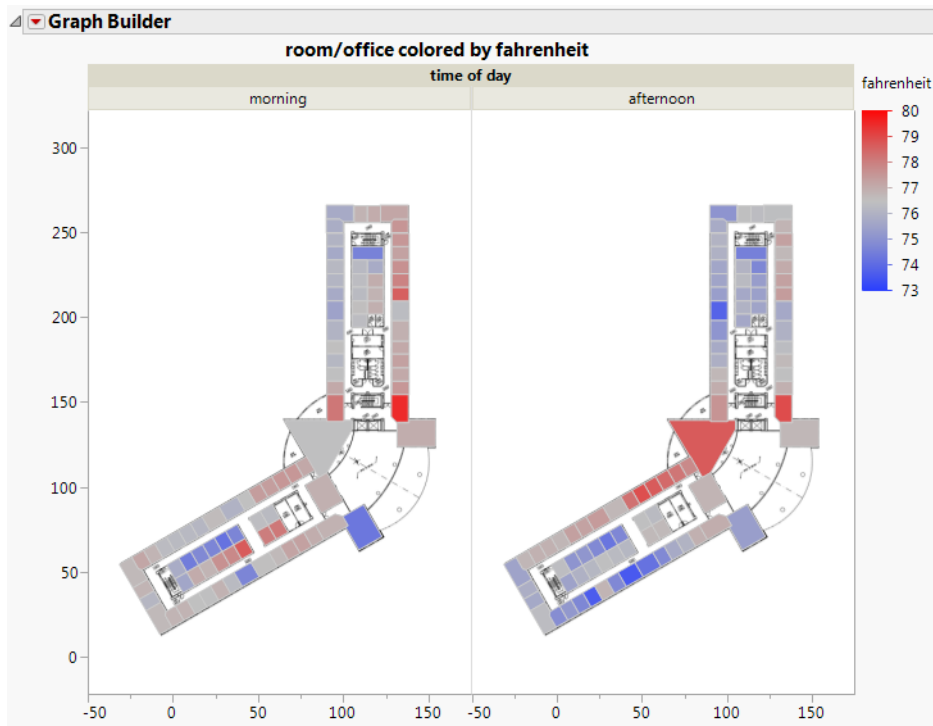 Graph Builder
room/office colored by fahrenheit
time of day
morning afternoon
fahrenheit
80
79
78
77
76
75
74
73
300
250
200
150
100
50
0
-50 0 50 100 150 -50 0 50 100 150